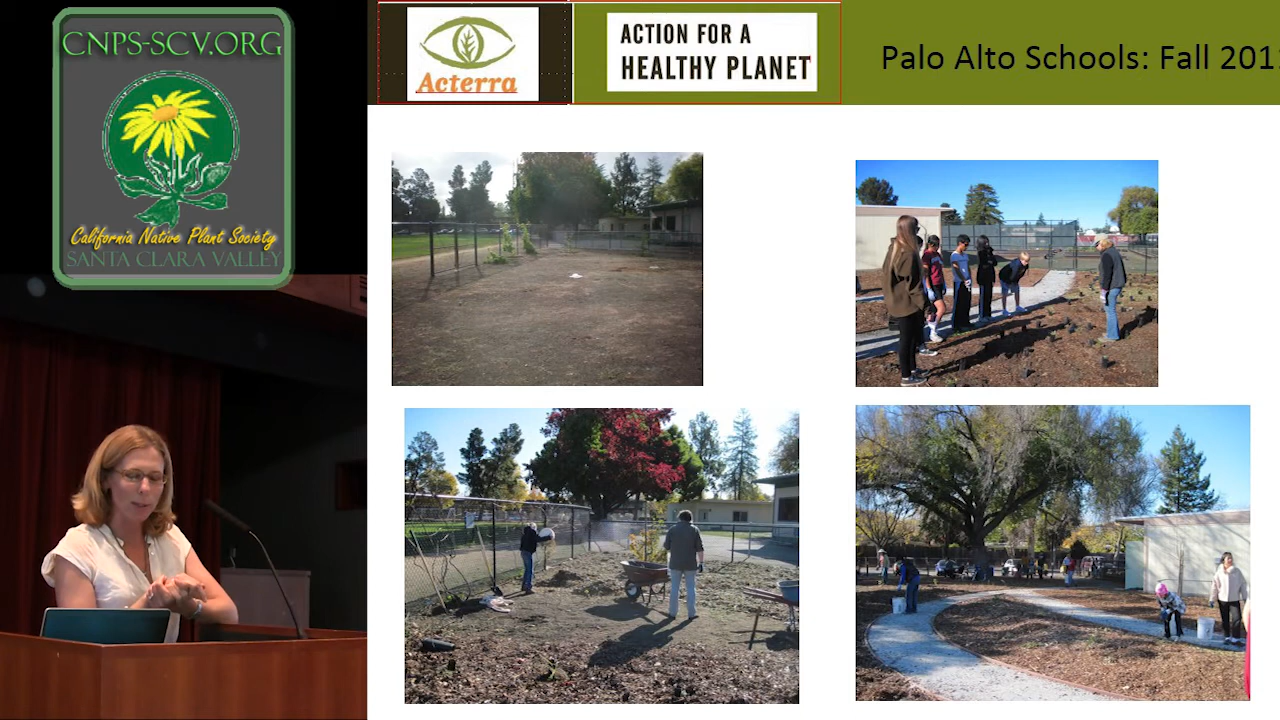 CNPS-SCV.ORG
California Native Plant Society
SANTA CLARA VALLEY
Acterra
ACTION FOR A
HEALTHY PLANET
Palo Alto Schools: Fall 201